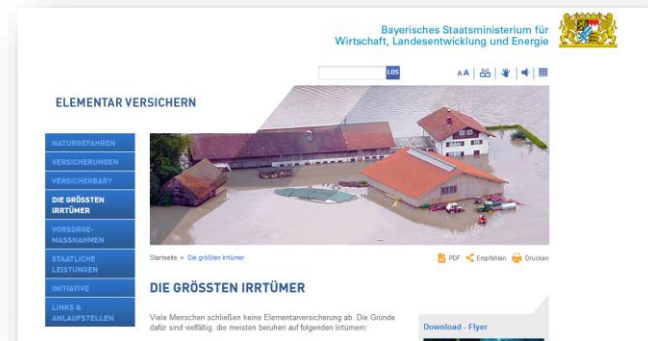 Bayerisches Staatsministerium für
Wirtschaft, Landesentwicklung und Energie
LOS
AA
ELEMENTAR VERSICHERN
NATURGEFAHREN
VERSICHERUNGEN
VERSICHERBAR?
DIE GRÖSSTEN
IRRTÜMER
VORSORGE-
MASSNAHMEN
STAATLICHE
LEISTUNGEN
INITIATIVE
LINKS &
ANLAUFSTELLEN
Startseite » Die größten Irrtümer
PDF Empfehlen Drucken
DIE GRÖSSTEN IRRTÜMER
Viele Menschen schließen keine Elementarversicherung ab. Die Gründe
dafür sind vielfältig, die meisten beruhen auf folgenden Irrtümern:
Download - Flyer